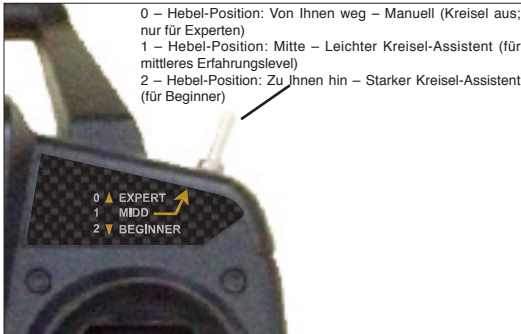 0 – Hebel-Position: Von Ihnen weg – Manuell (Kreisel aus;
nur für Experten)
1 – Hebel-Position: Mitte – Leichter Kreisel-Assistent (für
mittleres Erfahrungslevel)
2 – Hebel-Position: Zu Ihnen hin – Starker Kreisel-Assistent
(für Beginner)
0 ▲ EXPERT
1 MIDD
2 ▼ BEGINNER